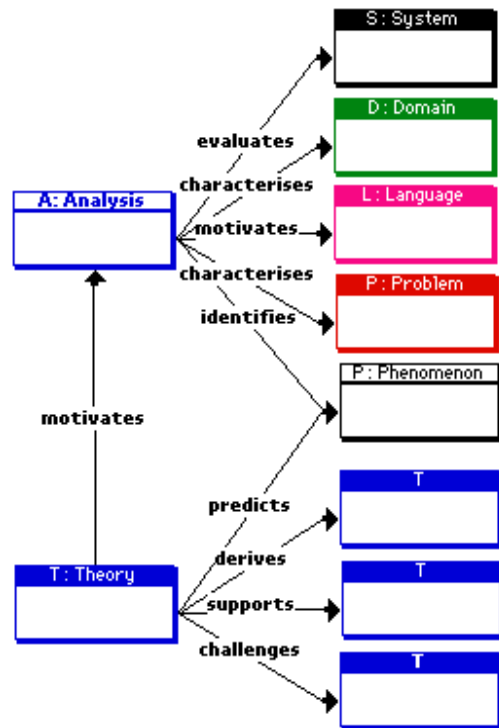 S : System
evaluates
D : Domain
characterises
A: Analysis
L : Language
motivates
characterises
P : Problem
identifies
P : Phenomenon
motivates
T
predicts
derives
T : Theory
T
supports
challenges
T